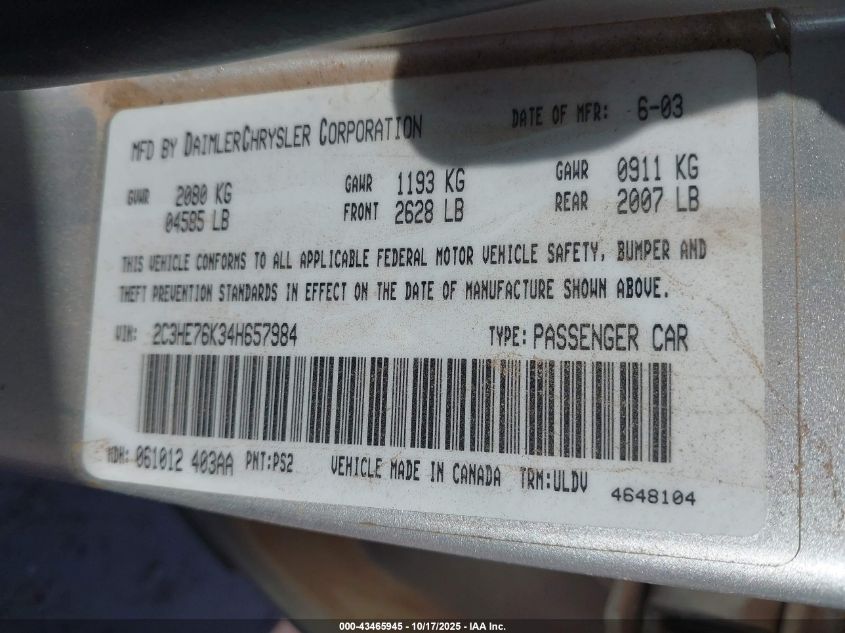 MFD BY DAIMLERCHRYSLER CORPORATION DATE OF MFR: 6-03
GVWR 2080 KG GAWR 1193 KG GAWR 0911 KG
04585 LB FRONT 2628 LB REAR 2007 LB
THIS VEHICLE CONFORMS TO ALL APPLICABLE FEDERAL MOTOR VEHICLE SAFETY, BUMPER AND
THEFT PREVENTION STANDARDS IN EFFECT ON THE DATE OF MANUFACTURE SHOWN ABOVE.
VIN: 2C3HE76K34H657984 TYPE: PASSENGER CAR
MDH: 061012 403AA PNT:PS2 VEHICLE MADE IN CANADA TRM:ULDV
4648104
000-43465945 - 10/17/2025 - IAA Inc.